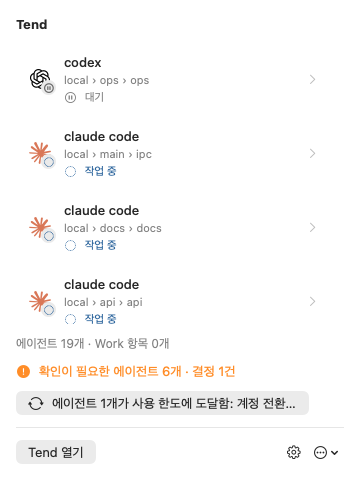 Tend
codex
local › ops › ops
대기
claude code
local › main › ipc
작업 중
claude code
local › docs › docs
작업 중
claude code
local › api › api
작업 중
에이전트 19개 · Work 항목 0개
확인이 필요한 에이전트 6개 · 결정 1건
에이전트 1개가 사용 한도에 도달함: 계정 전환...
Tend 열기